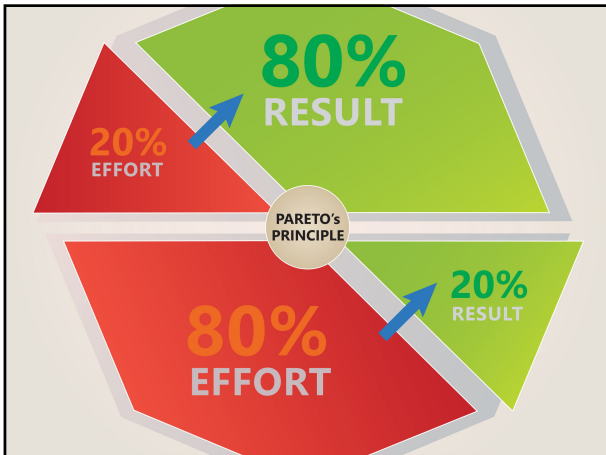 80%
RESULT
20%
EFFORT
PARETO's
PRINCIPLE
20%
RESULT
80%
EFFORT